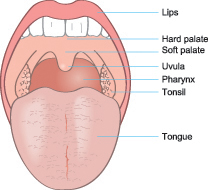 Lips
Hard palate
Soft palate
Uvula
Pharynx
Tonsil
Tongue